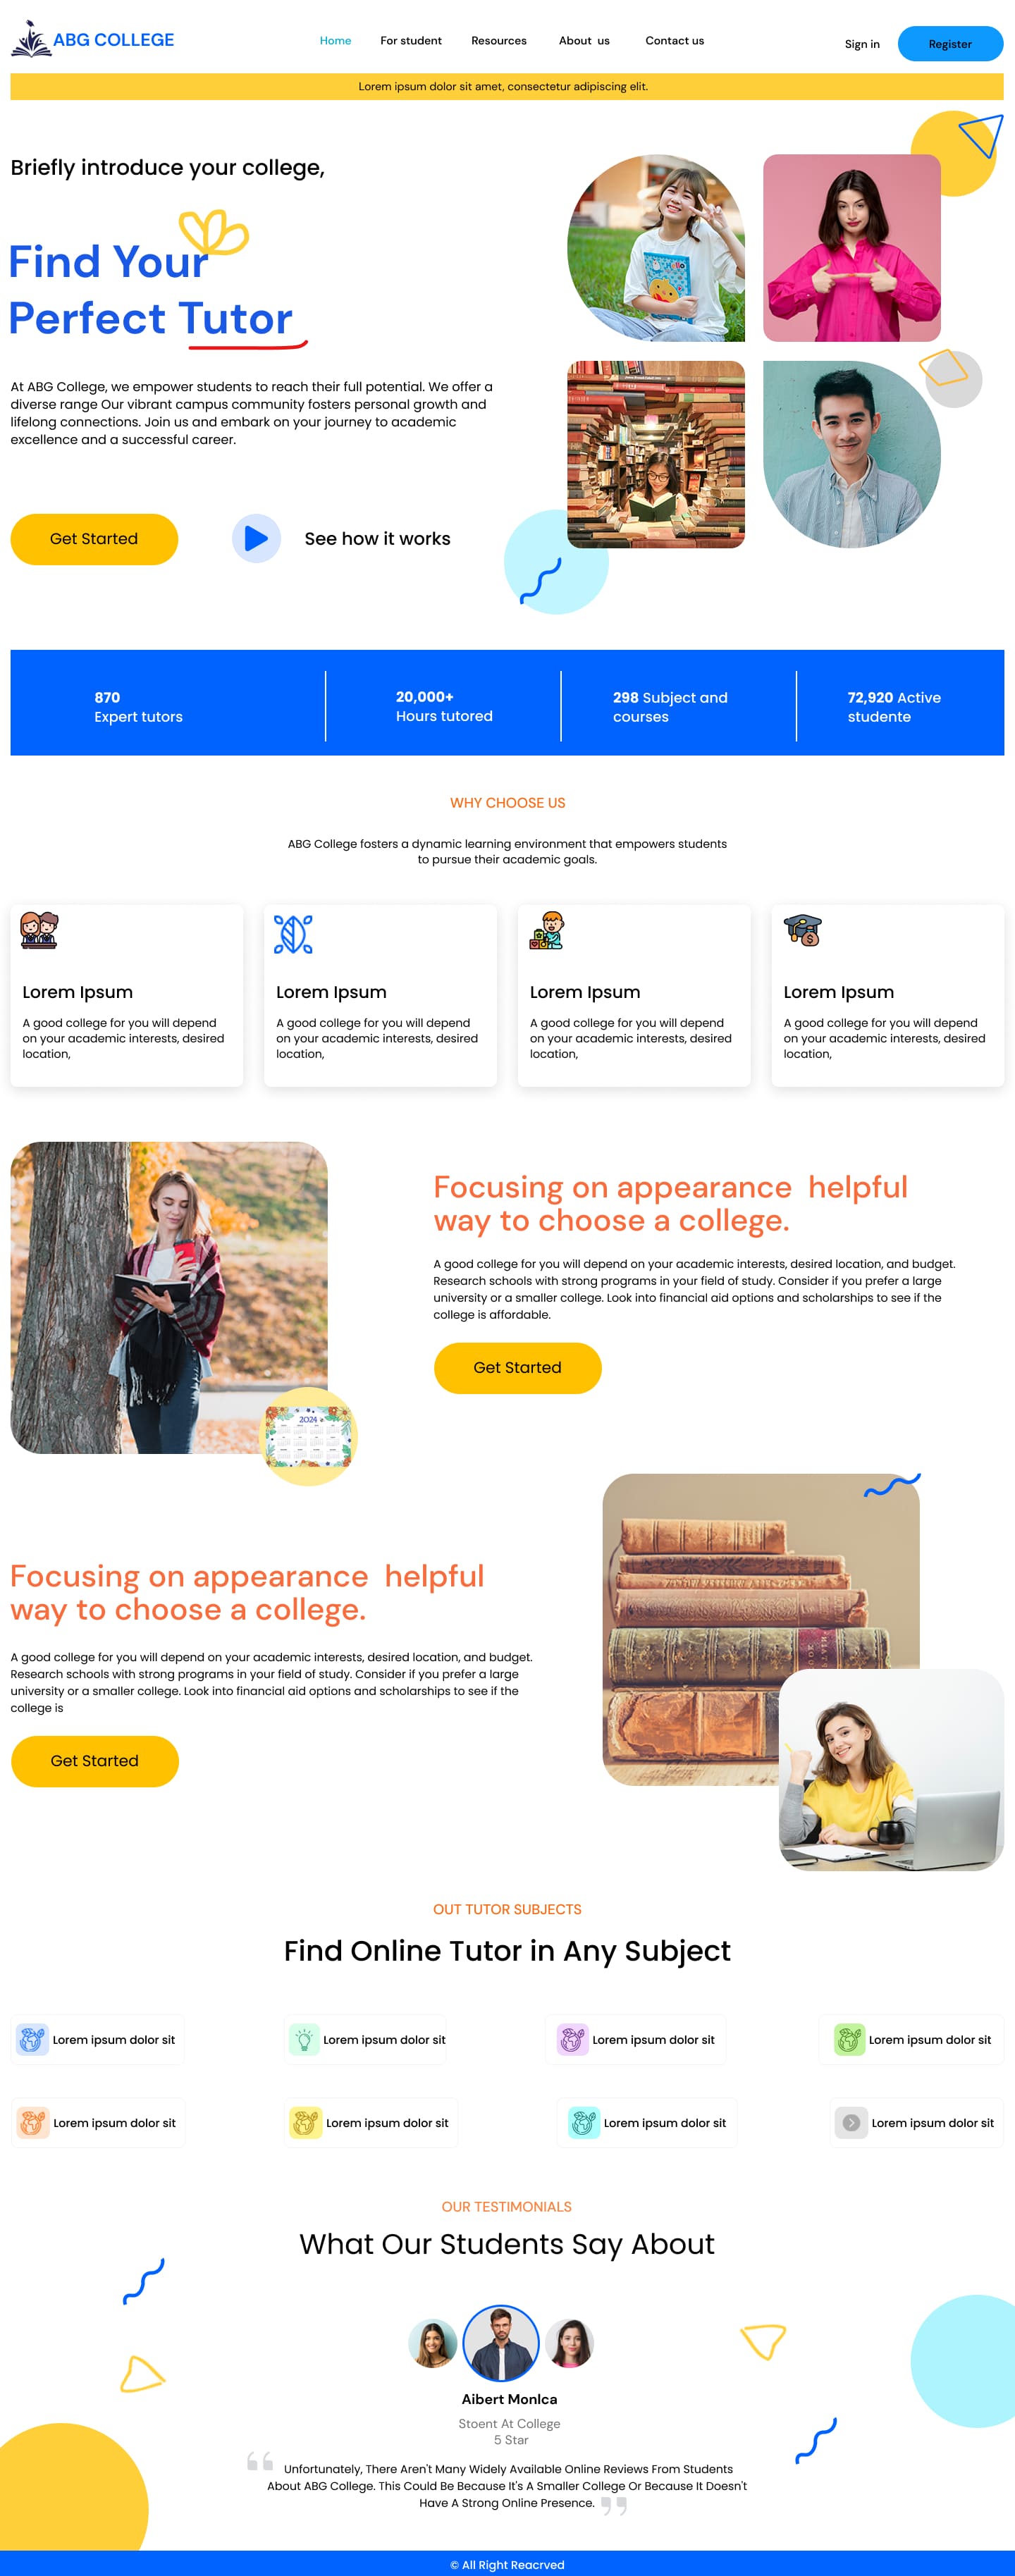 ABG COLLEGE
Home For student Resources About us Contact us Sign in Register
Lorem ipsum dolor sit amet, consectetur adipiscing elit.
Briefly introduce your college,
Find Your
Perfect Tutor
At ABG College, we empower students to reach their full potential. We offer a
diverse range Our vibrant campus community fosters personal growth and
lifelong connections. Join us and embark on your journey to academic
excellence and a successful career.
Get Started
See how it works
Hello
870
Expert tutors
20,000+
Hours tutored
298 Subject and
courses
72,920 Active
studente
WHY CHOOSE US
ABG College fosters a dynamic learning environment that empowers students
to pursue their academic goals.
Lorem Ipsum
A good college for you will depend
on your academic interests, desired
location,
Lorem Ipsum
A good college for you will depend
on your academic interests, desired
location,
Lorem Ipsum
A good college for you will depend
on your academic interests, desired
location,
Lorem Ipsum
A good college for you will depend
on your academic interests, desired
location,
Focusing on appearance helpful
way to choose a college.
A good college for you will depend on your academic interests, desired location, and budget.
Research schools with strong programs in your field of study. Consider if you prefer a large
university or a smaller college. Look into financial aid options and scholarships to see if the
college is affordable.
Get Started
2024
Focusing on appearance helpful
way to choose a college.
A good college for you will depend on your academic interests, desired location, and budget.
Research schools with strong programs in your field of study. Consider if you prefer a large
university or a smaller college. Look into financial aid options and scholarships to see if the
college is
Get Started
OUT TUTOR SUBJECTS
Find Online Tutor in Any Subject
Lorem ipsum dolor sit
Lorem ipsum dolor sit
Lorem ipsum dolor sit
Lorem ipsum dolor sit
Lorem ipsum dolor sit
Lorem ipsum dolor sit
Lorem ipsum dolor sit
Lorem ipsum dolor sit
OUR TESTIMONIALS
What Our Students Say About
Aibert Monlca
Stoent At College
5 Star
“ Unfortunately, There Aren't Many Widely Available Online Reviews From Students
About ABG College. This Could Be Because It's A Smaller College Or Because It Doesn't
Have A Strong Online Presence. ”
© All Right Reacrved